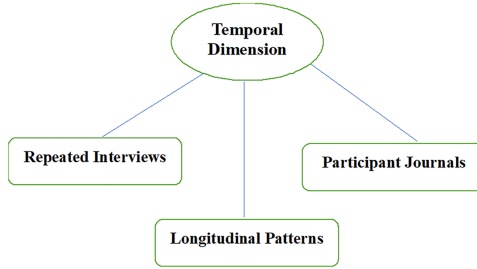 Temporal
Dimension
Repeated Interviews
Participant Journals
Longitudinal Patterns